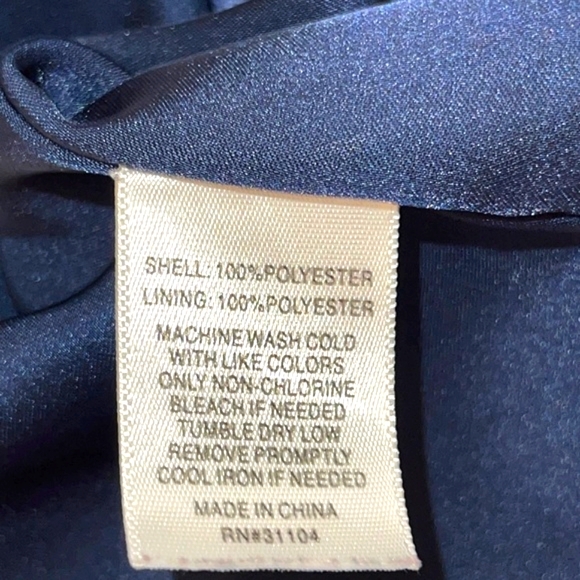 SHELL: 100%POLYESTER
LINING: 100%POLYESTER
MACHINE WASH COLD
WITH LIKE COLORS
ONLY NON-CHLORINE
BLEACH IF NEEDED
TUMBLE DRY LOW
REMOVE PROMPTLY
COOL IRON IF NEEDED
MADE IN CHINA
RN#31104